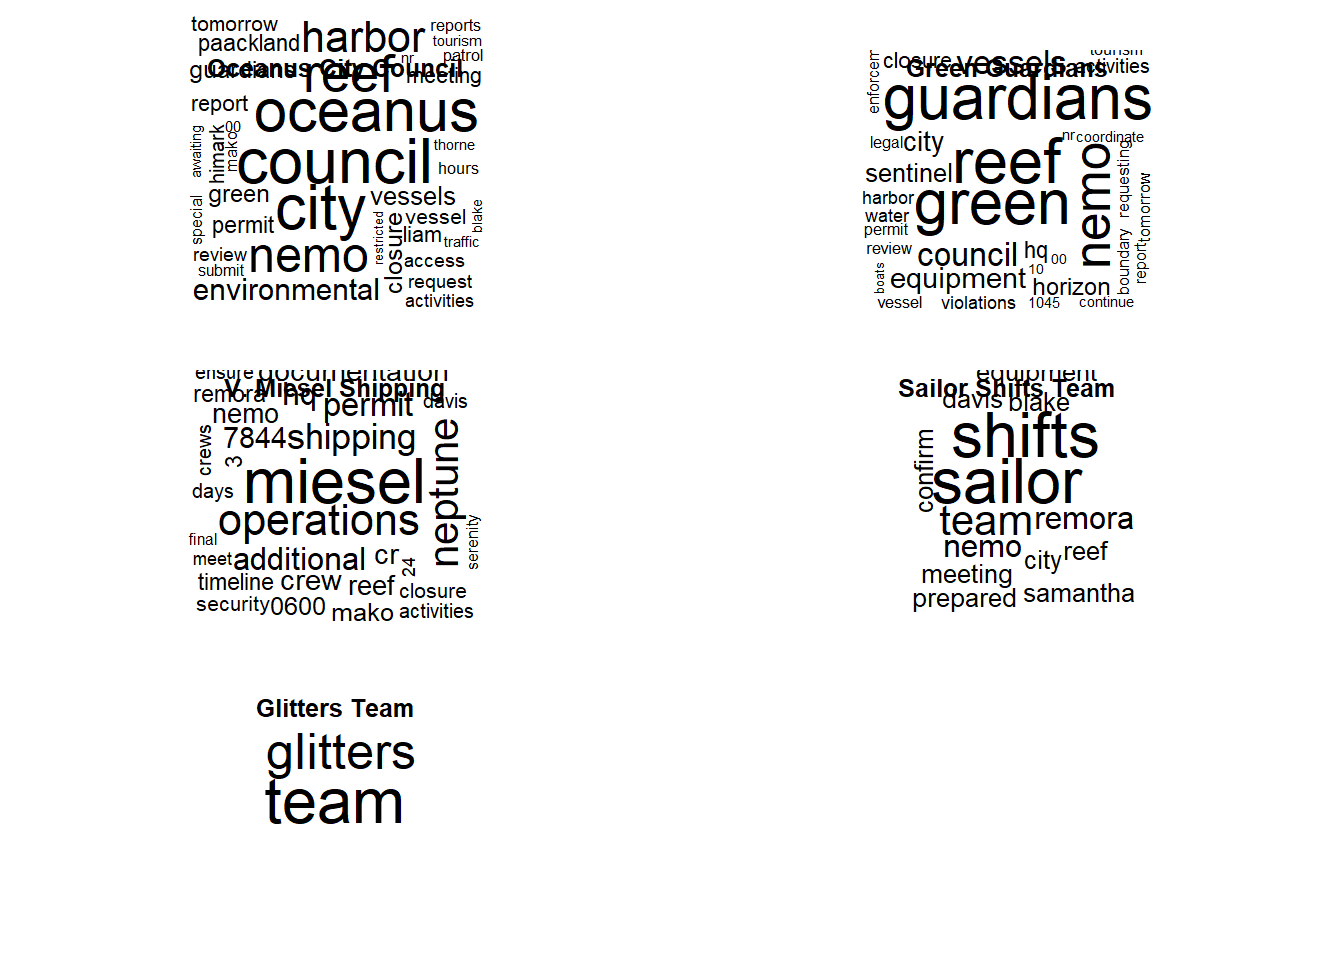 tomorrow harbor reports
paackland tourism
nr patrol
Oceanus City Council
guardians reef meeting
report oceanus
00
awaiting himark mako council thorne
hours
green city vessels
special permit restricted closure vessel blake
liam traffic
review nemo access
submit request
environmental activities
tourism
closure vessels activities
Green Guardians
guardians
legal city nr coordinate
sentinel reef nemo requesting
harbor green tomorrow
water
permit
review council hq 00 boundary report
boats equipment 10 horizon
vessel violations 1045 continue
ensure documentation
V. Miesel Shipping
remora hq permit davis
nemo
crews 7844 shipping neptune
3
days miesel
operations
final serenity
meet additional cr 24
timeline crew reef closure
security 0600 mako activities
equipment
Sailor Shifts Team
davis blake
shifts
confirm sailor
team remora
nemo city reef
meeting
prepared samantha
Glitters Team
glitters
team